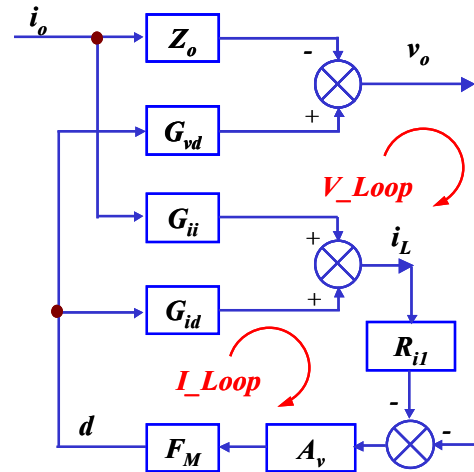 i_o
Z_o
-
v_o
G_vd
+
V_Loop
G_ii
+
i_L
+
G_id
R_i1
I_Loop
-
d
F_M
A_v
-